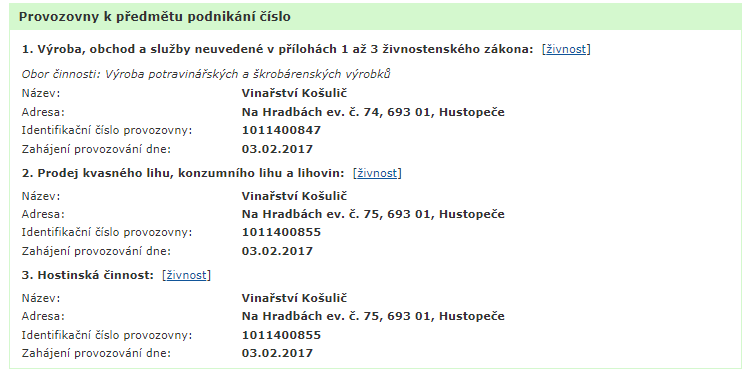 Provozovny k předmětu podnikání číslo
1. Výroba, obchod a služby neuvedené v přílohách 1 až 3 živnostenského zákona: [živnost]
Obor činnosti: Výroba potravinářských a škrobárenských výrobků
Název: Vinařství Košulič
Adresa: Na Hradbách ev. č. 74, 693 01, Hustopeče
Identifikační číslo provozovny: 1011400847
Zahájení provozování dne: 03.02.2017
2. Prodej kvasného lihu, konzumního lihu a lihovin: [živnost]
Název: Vinařství Košulič
Adresa: Na Hradbách ev. č. 75, 693 01, Hustopeče
Identifikační číslo provozovny: 1011400855
Zahájení provozování dne: 03.02.2017
3. Hostinská činnost: [živnost]
Název: Vinařství Košulič
Adresa: Na Hradbách ev. č. 75, 693 01, Hustopeče
Identifikační číslo provozovny: 1011400855
Zahájení provozování dne: 03.02.2017